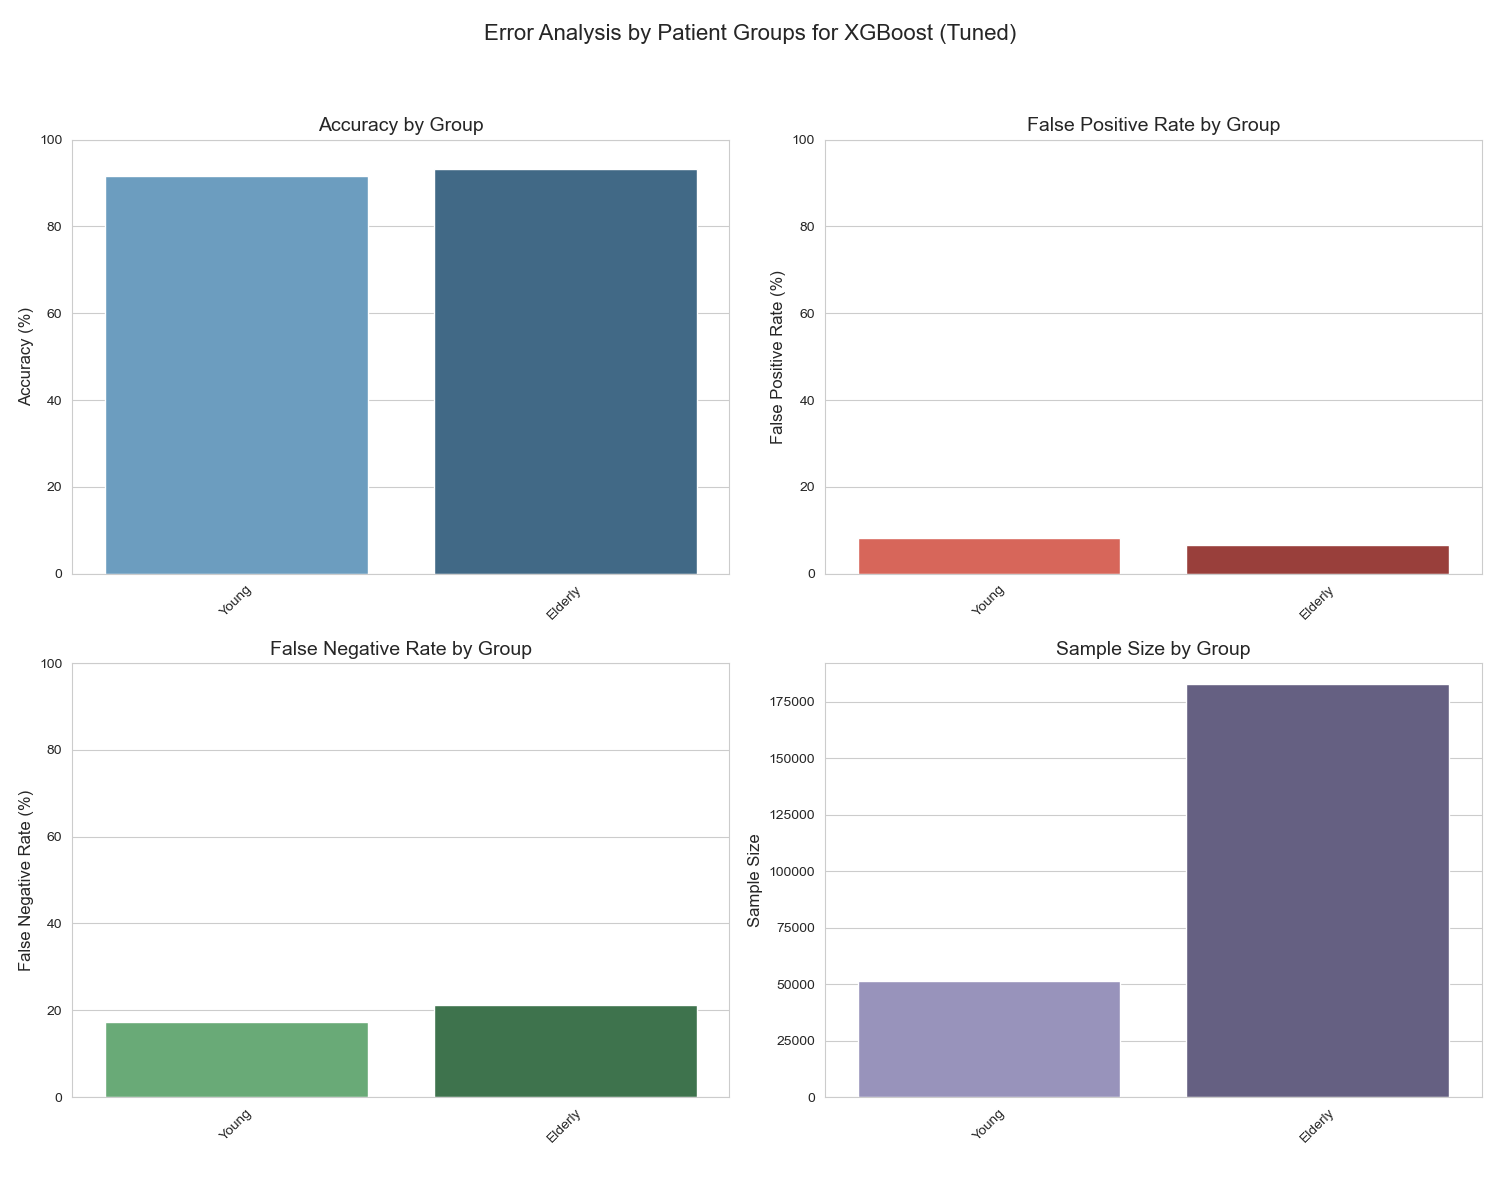 Error Analysis by Patient Groups for XGBoost (Tuned)
Accuracy by Group
100
80
60
40
20
0
Accuracy (%)
Young
Elderly
False Positive Rate by Group
100
80
60
40
20
0
False Positive Rate (%)
Young
Elderly
False Negative Rate by Group
100
80
60
40
20
0
False Negative Rate (%)
Young
Elderly
Sample Size by Group
175000
150000
125000
100000
75000
50000
25000
0
Sample Size
Young
Elderly